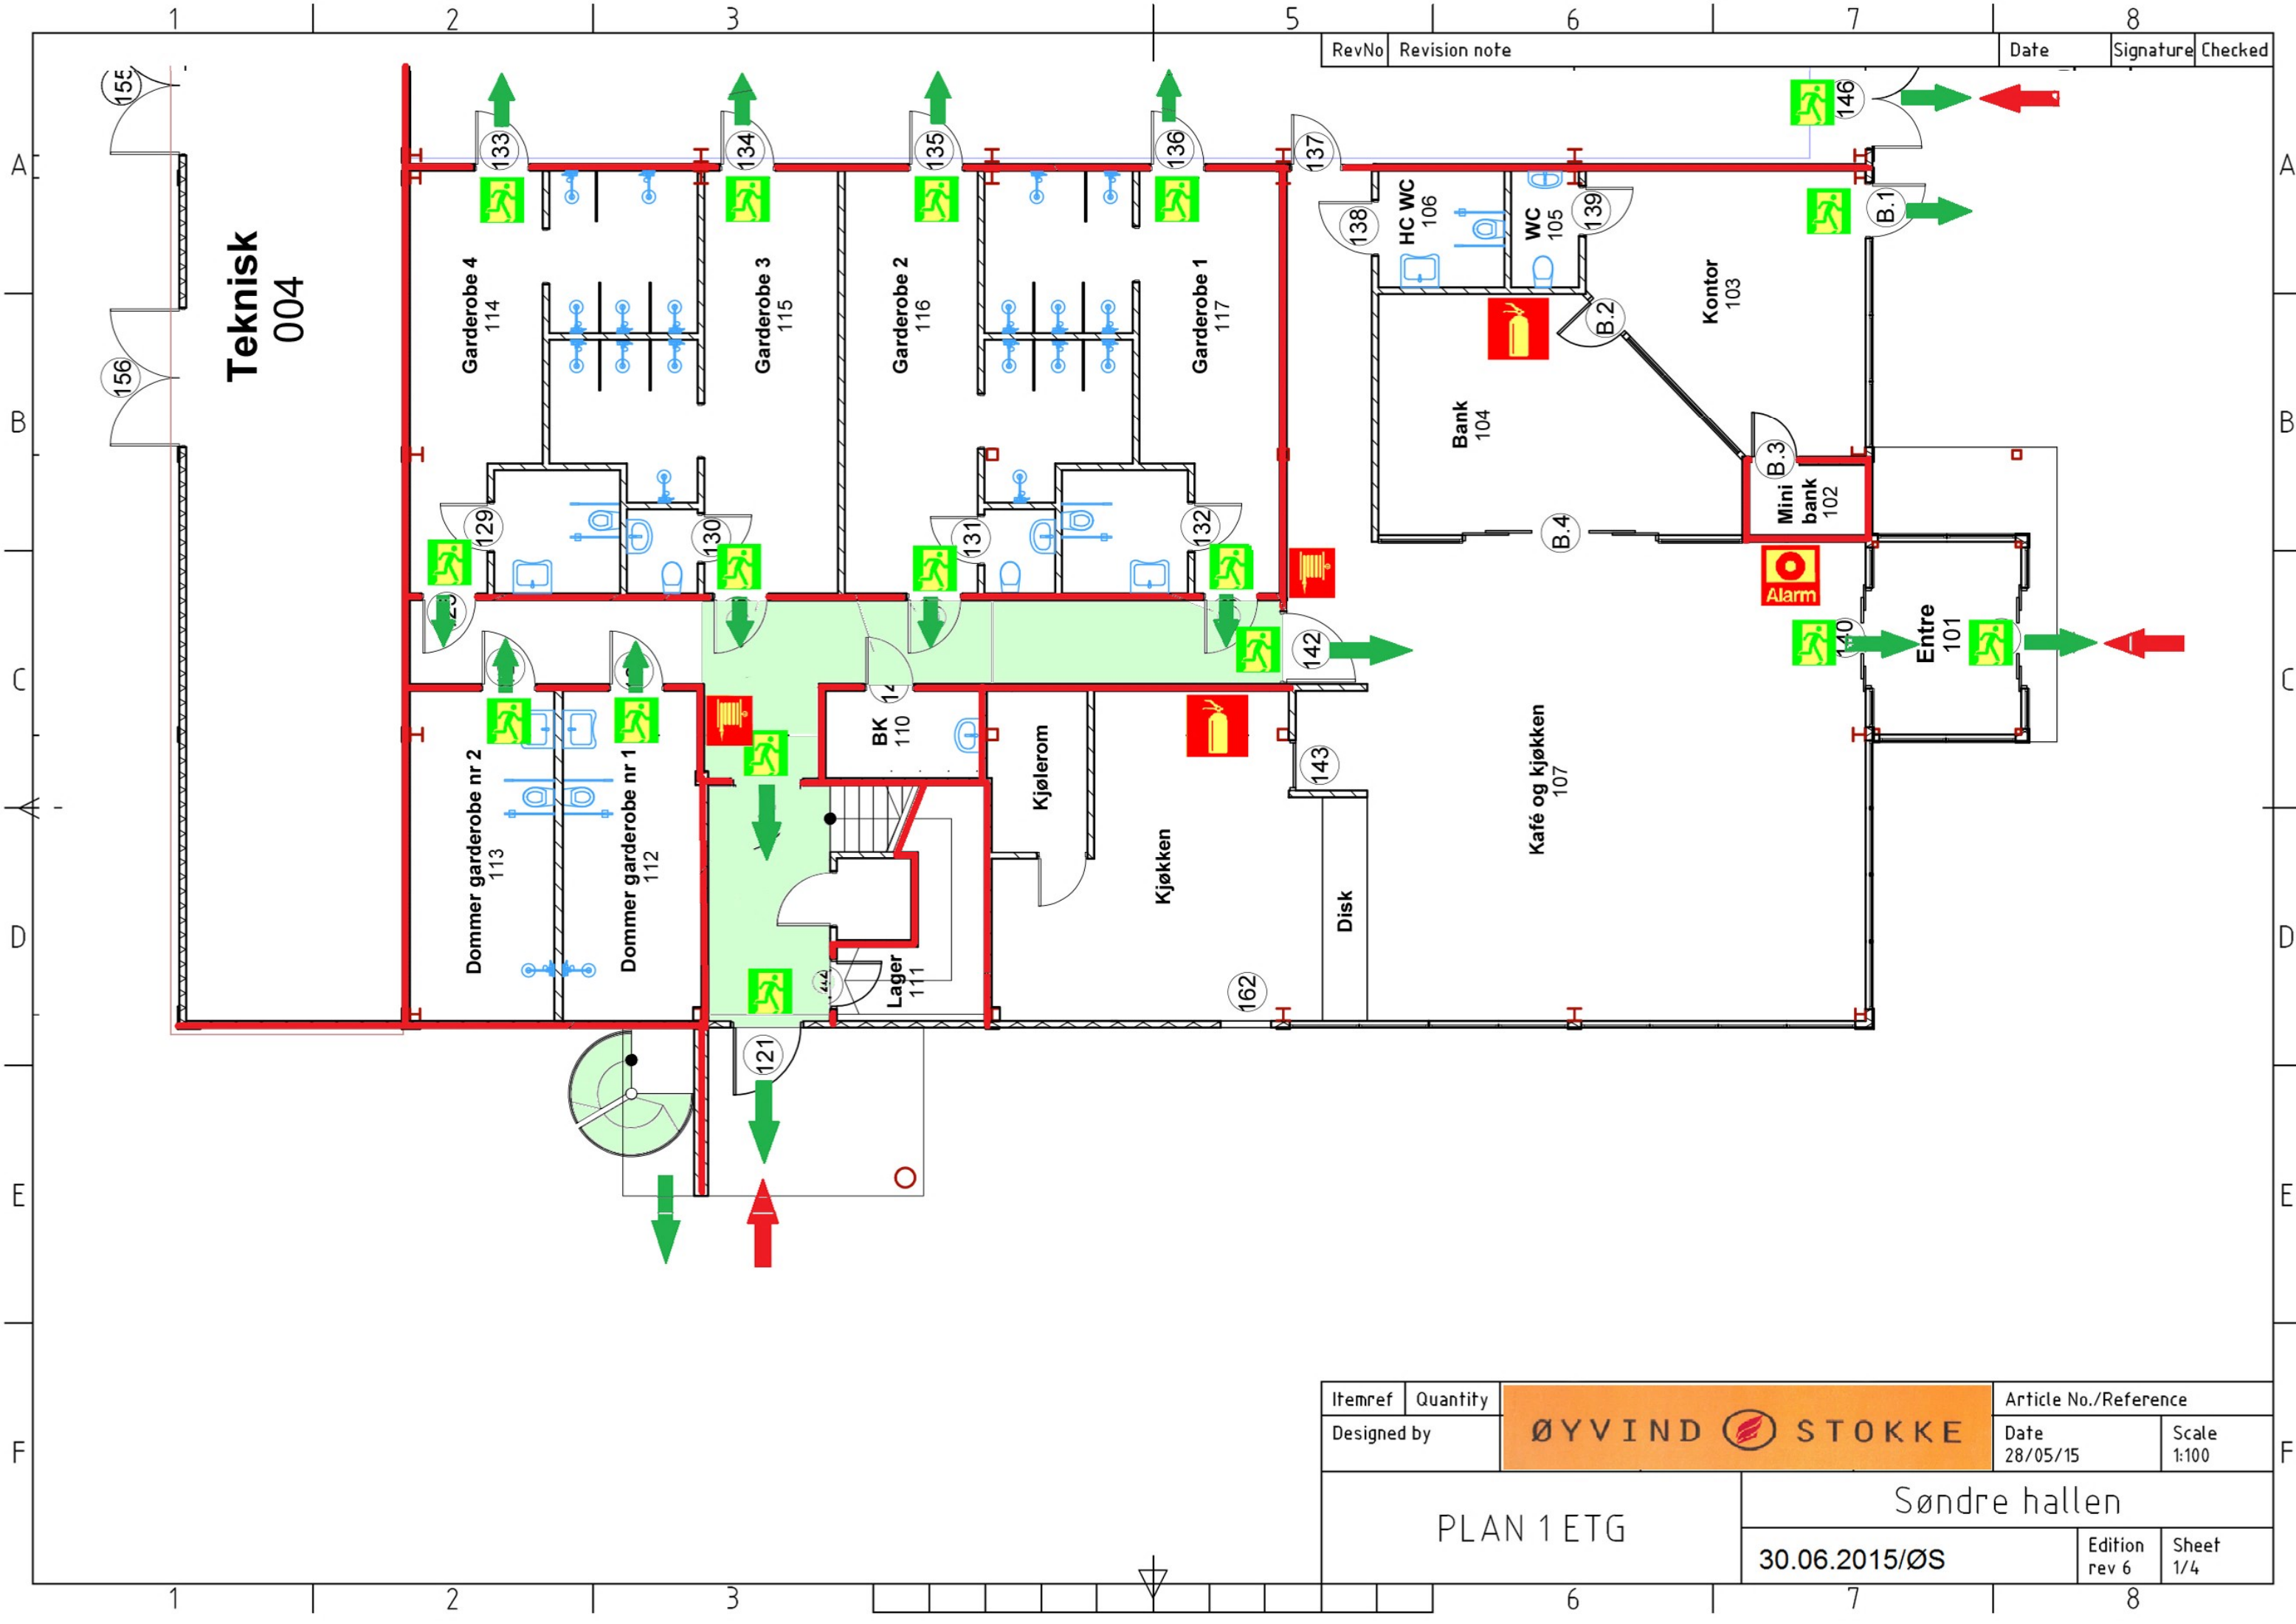 1 2 3 5 6 7 8
RevNo Revision note Date Signature Checked
A A
B B
C C
D D
E E
F F
155
156
Teknisk
004
133
134
135
136
137
146
138
139
B.1
HC WC
106
WC
105
Garderobe 4
114
Garderobe 3
115
Garderobe 2
116
Garderobe 1
117
Kontor
103
B.2
Bank
104
B.3
Mini
bank
102
B.4
129
130
131
132
Alarm
142
Entre
101
BK
110
Kjølerom
143
Kafé og kjøkken
107
Dommer garderobe nr 2
113
Dommer garderobe nr 1
112
Kjøkken
Disk
Lager
111
162
121
Itemref Quantity
Designed by
ØYVIND STOKKE
Article No./Reference
Date
28/05/15
Scale
1:100
PLAN 1 ETG
Søndre hallen
30.06.2015/ØS
Edition
rev 6
Sheet
1/4
1 2 3 6 7 8